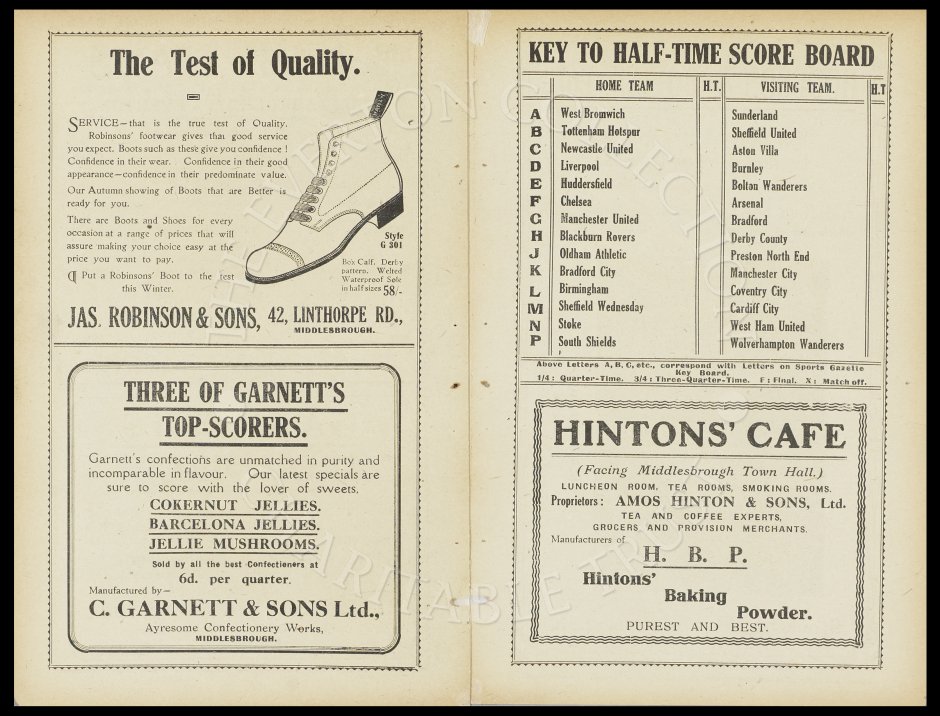 The Test of Quality.
SERVICE—that is the true test of Quality.
Robinsons' footwear gives that good service
you expect. Boots such as these give you confidence!
Confidence in their wear. Confidence in their good
appearance—confidence in their predominate value.
Our Autumn showing of Boots that are Better is
ready for you.
There are Boots and Shoes for every
occasion at a range of prices that will
assure making your choice easy at the
price you want to pay.
¶ Put a Robinsons' Boot to the test
this Winter.
Style
G 301
Box Calf. Derby
pattern. Welted
Waterproof Sole
in half sizes 58/-
JAS. ROBINSON & SONS, 42, LINTHORPE RD.,
MIDDLESBROUGH.
THREE OF GARNETT'S
TOP-SCORERS.
Garnett's confections are unmatched in purity and
incomparable in flavour. Our latest specials are
sure to score with the lover of sweets.
COKERNUT JELLIES.
BARCELONA JELLIES.
JELLIE MUSHROOMS.
Sold by all the best Confectioners at
6d. per quarter.
Manufactured by—
C. GARNETT & SONS Ltd.,
Ayresome Confectionery Works,
MIDDLESBROUGH.
KEY TO HALF-TIME SCORE BOARD
HOME TEAM H.T. VISITING TEAM. H.T
A West Bromwich Sunderland
B Tottenham Hotspur Sheffield United
C Newcastle United Aston Villa
D Liverpool Burnley
E Huddersfield Bolton Wanderers
F Chelsea Arsenal
G Manchester United Bradford
H Blackburn Rovers Derby County
J Oldham Athletic Preston North End
K Bradford City Manchester City
L Birmingham Coventry City
M Sheffield Wednesday Cardiff City
N Stoke West Ham United
P South Shields Wolverhampton Wanderers
Above Letters A, B, C, etc., correspond with Letters on Sports Gazette
Key Board.
1/4: Quarter-Time. 3/4: Three-Quarter-Time. F: Final. X: Match off.
HINTONS' CAFE
(Facing Middlesbrough Town Hall.)
LUNCHEON ROOM, TEA ROOMS, SMOKING ROOMS.
Proprietors: AMOS HINTON & SONS, Ltd.
TEA AND COFFEE EXPERTS,
GROCERS AND PROVISION MERCHANTS.
Manufacturers of
H. B. P.
Hintons'
Baking
Powder.
PUREST AND BEST.